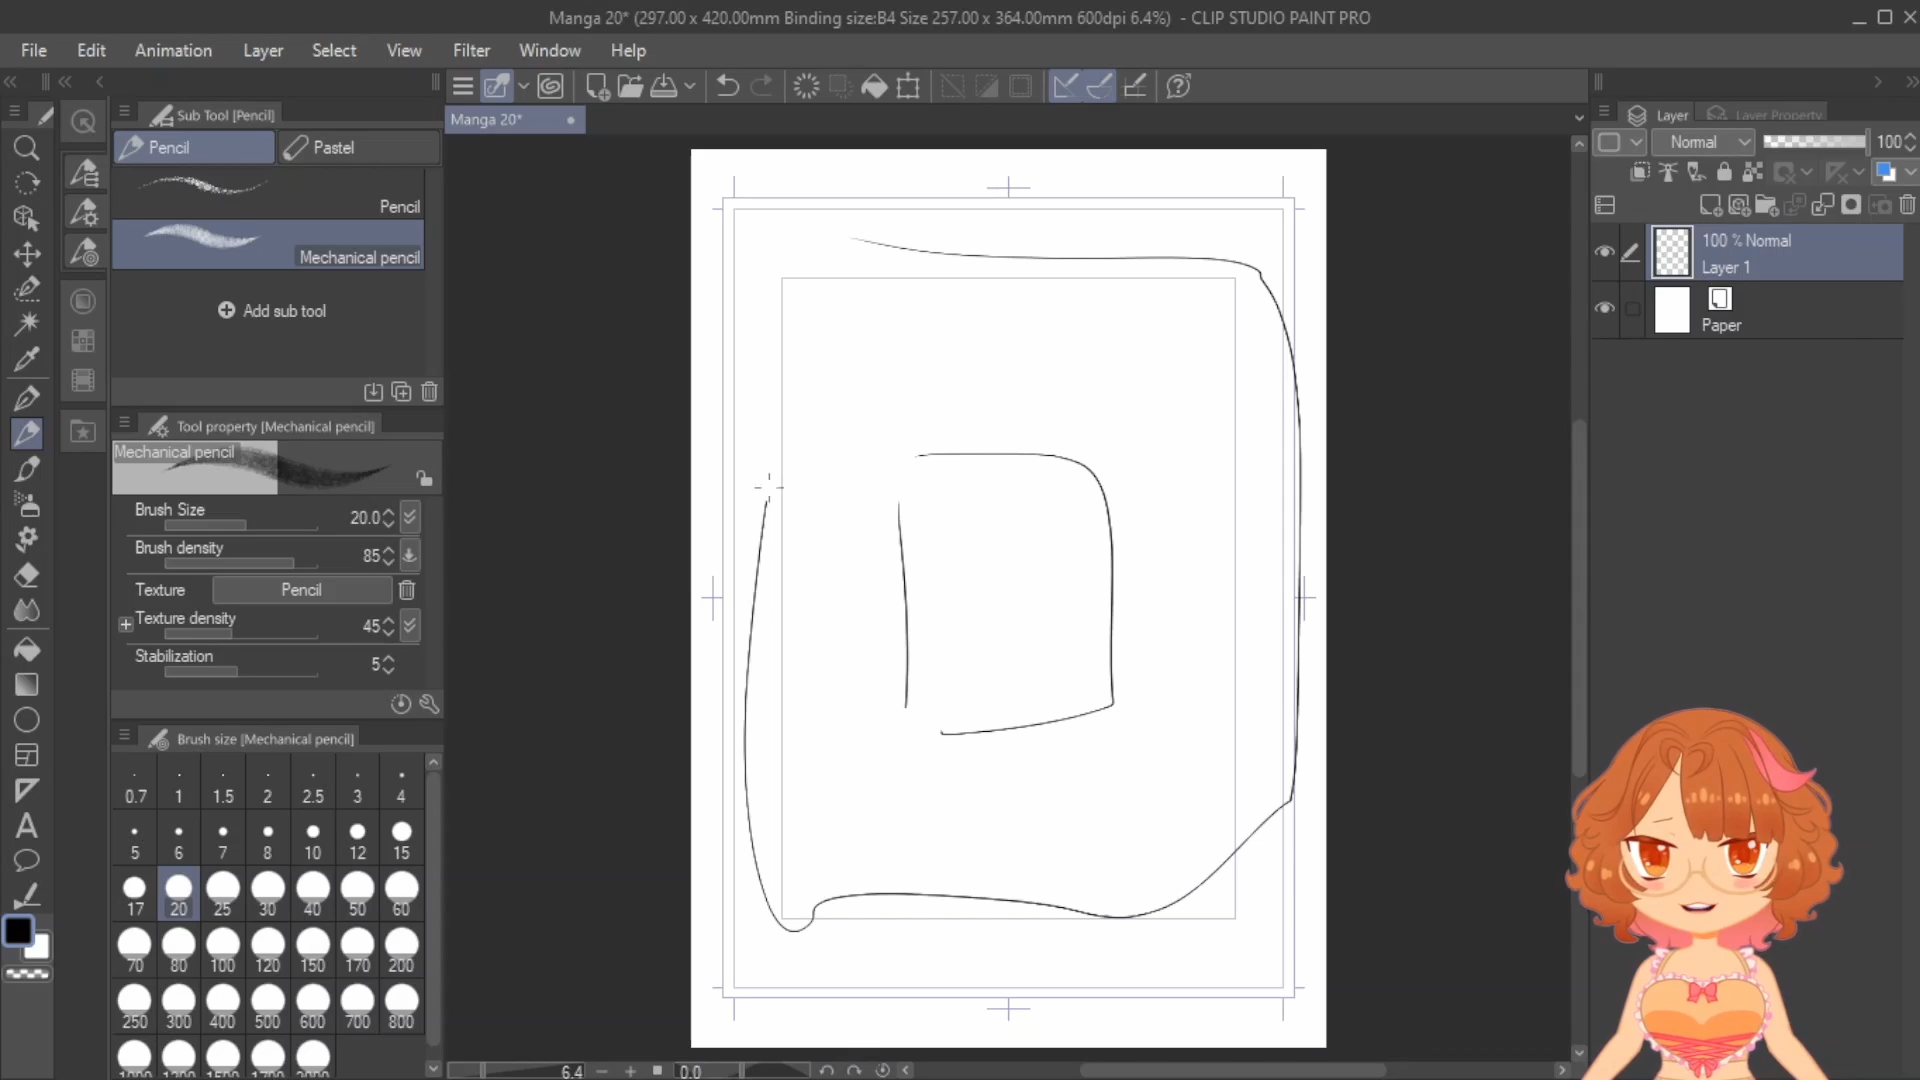 Manga 20* (297.00 x 420.00mm Binding size:B4 Size 257.00 x 364.00mm 600dpi 6.4%) - CLIP STUDIO PAINT PRO
File Edit Animation Layer Select View Filter Window Help
Manga 20*
Sub Tool [Pencil]
Pencil Pastel
Pencil
Mechanical pencil
Add sub tool
Tool property [Mechanical pencil]
Mechanical pencil
Brush Size 20.0
Brush density 85
Texture Pencil
Texture density 45
Stabilization 5
Brush size [Mechanical pencil]
0.7 1 1.5 2 2.5 3 4
5 6 7 8 10 12 15
17 20 25 30 40 50 60
70 80 100 120 150 170 200
250 300 400 500 600 700 800
6.4 0.0
Layer Layer Property
Normal 100
100 % Normal
Layer 1
Paper